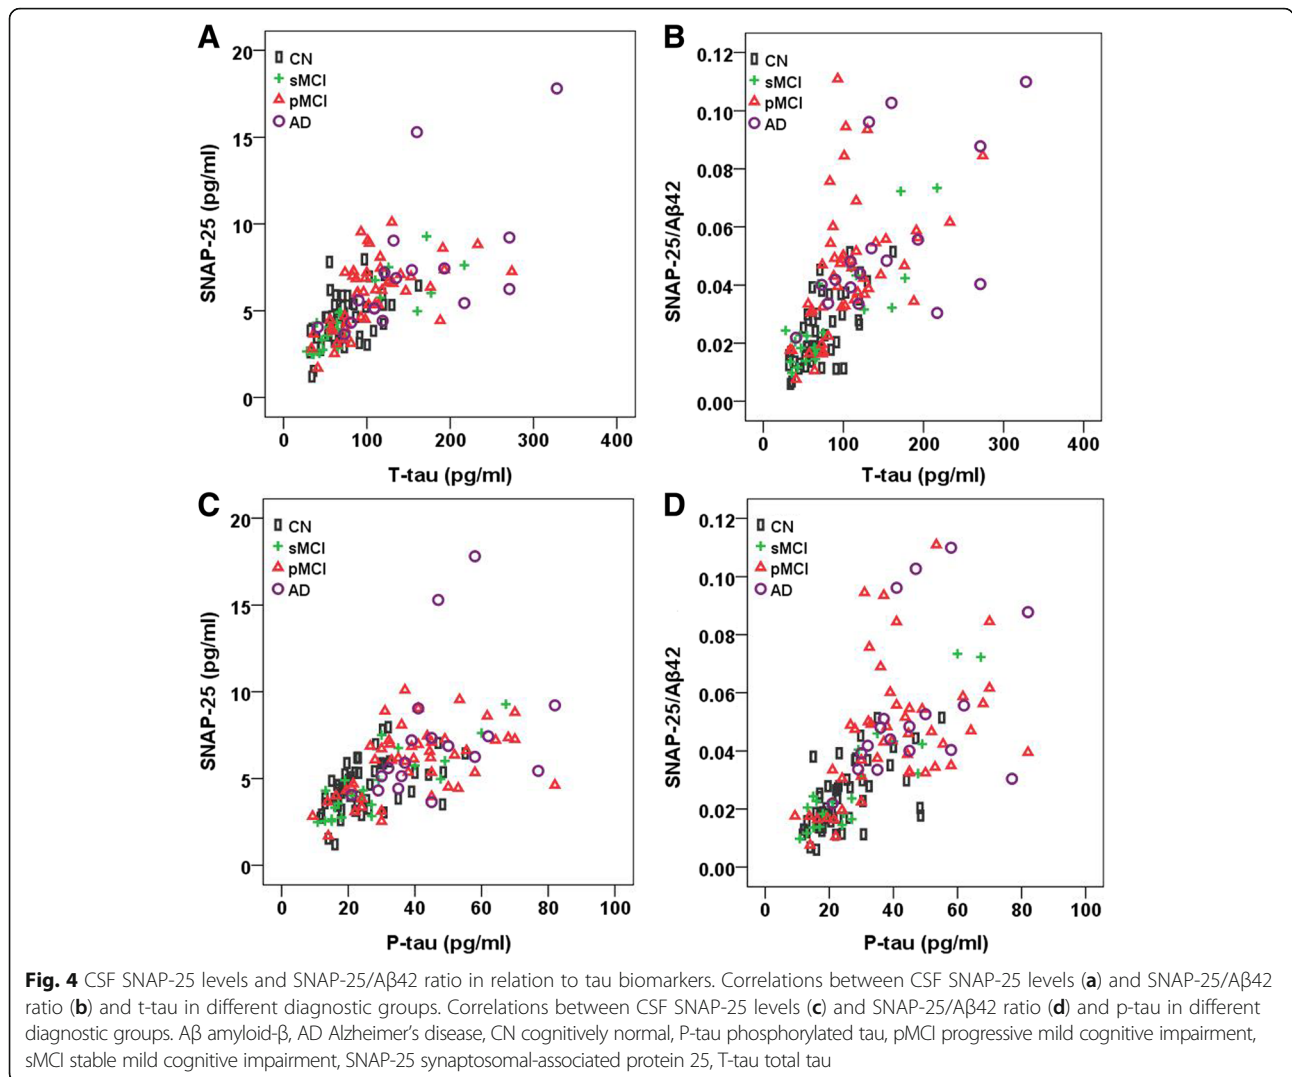 A
20
15
10
5
0
SNAP-25 (pg/ml)
CN
sMCI
pMCI
AD
0 100 200 300 400
T-tau (pg/ml)
B
0.12
0.10
0.08
0.06
0.04
0.02
0.00
SNAP-25/Aβ42
CN
sMCI
pMCI
AD
0 100 200 300 400
T-tau (pg/ml)
C
20
15
10
5
0
SNAP-25 (pg/ml)
CN
sMCI
pMCI
AD
0 20 40 60 80 100
P-tau (pg/ml)
D
0.12
0.10
0.08
0.06
0.04
0.02
0.00
SNAP-25/Aβ42
CN
sMCI
pMCI
AD
0 20 40 60 80 100
P-tau (pg/ml)
Fig. 4 CSF SNAP-25 levels and SNAP-25/Aβ42 ratio in relation to tau biomarkers. Correlations between CSF SNAP-25 levels (a) and SNAP-25/Aβ42
ratio (b) and t-tau in different diagnostic groups. Correlations between CSF SNAP-25 levels (c) and SNAP-25/Aβ42 ratio (d) and p-tau in different
diagnostic groups. Aβ amyloid-β, AD Alzheimer's disease, CN cognitively normal, P-tau phosphorylated tau, pMCI progressive mild cognitive impairment,
sMCI stable mild cognitive impairment, SNAP-25 synaptosomal-associated protein 25, T-tau total tau